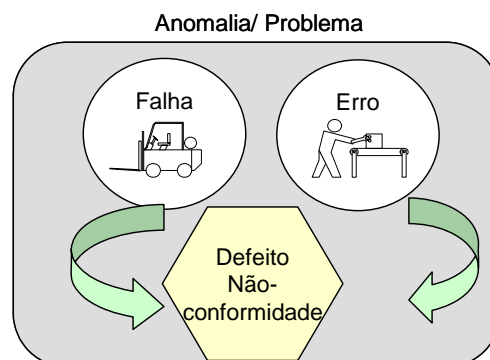 Anomalia/ Problema
Falha
Erro
Defeito
Não-
conformidade